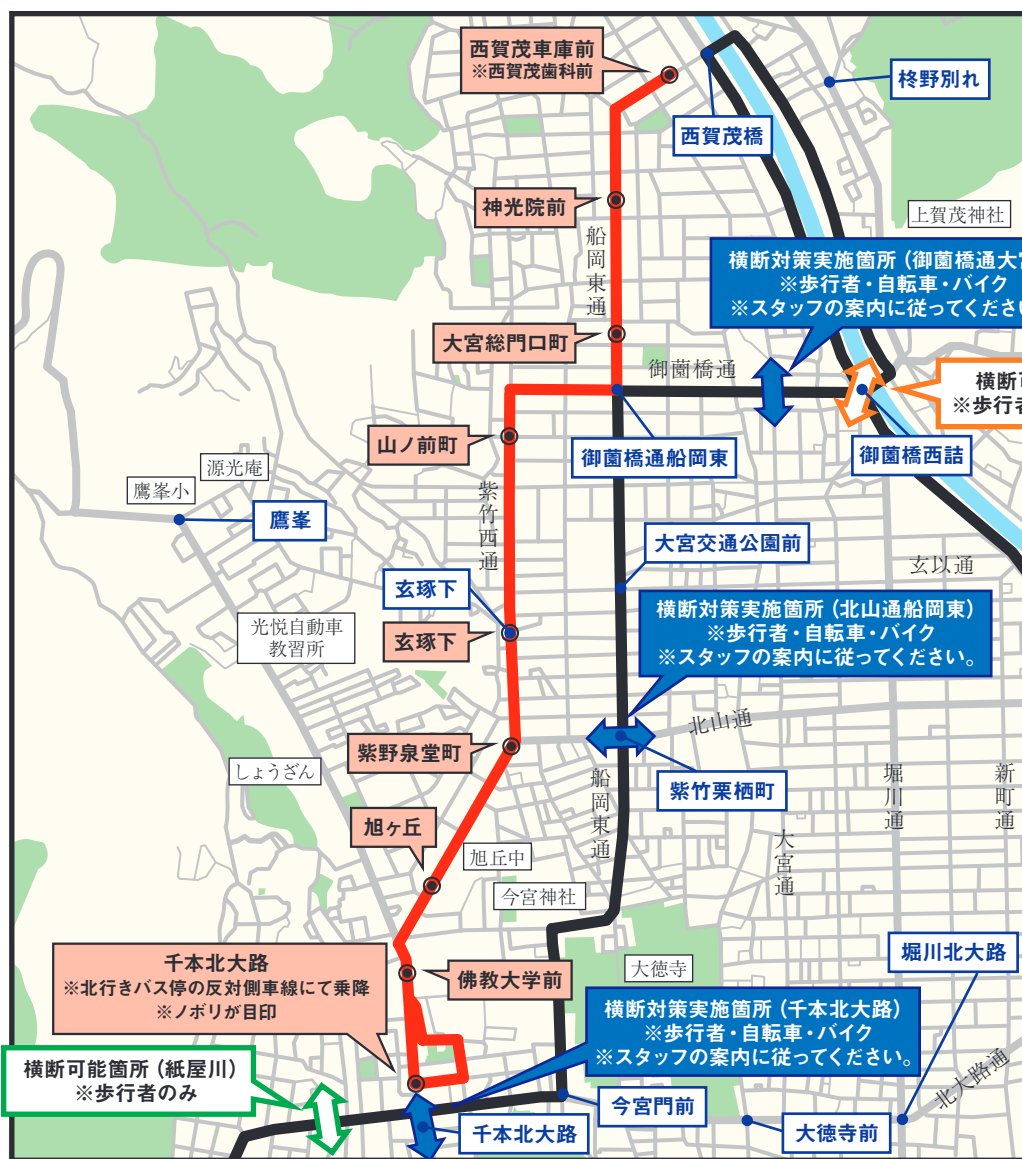 西賀茂車庫前
※西賀茂歯科前
柊野別れ
西賀茂橋
神光院前
船岡東通
上賀茂神社
横断対策実施箇所(御薗橋通大宮
※歩行者・自転車・バイク
※スタッフの案内に従ってください
大宮総門口町
御薗橋通
横断可
※歩行者
山ノ前町
御薗橋通船岡東
御薗橋西詰
源光庵
鷹峯小
鷹峯
紫竹西通
大宮交通公園前
玄以通
玄琢下
横断対策実施箇所(北山通船岡東)
※歩行者・自転車・バイク
※スタッフの案内に従ってください。
光悦自動車
教習所
玄琢下
北山通
紫野泉堂町
しょうざん
船岡東通
紫竹栗栖町
堀川通
新町通
旭ヶ丘
旭丘中
大宮通
今宮神社
千本北大路
※北行きバス停の反対側車線にて乗降
※ノボリが目印
佛教大学前
大徳寺
堀川北大路
横断対策実施箇所(千本北大路)
※歩行者・自転車・バイク
※スタッフの案内に従ってください。
横断可能箇所(紙屋川)
※歩行者のみ
北大路通
今宮門前
千本北大路
大徳寺前